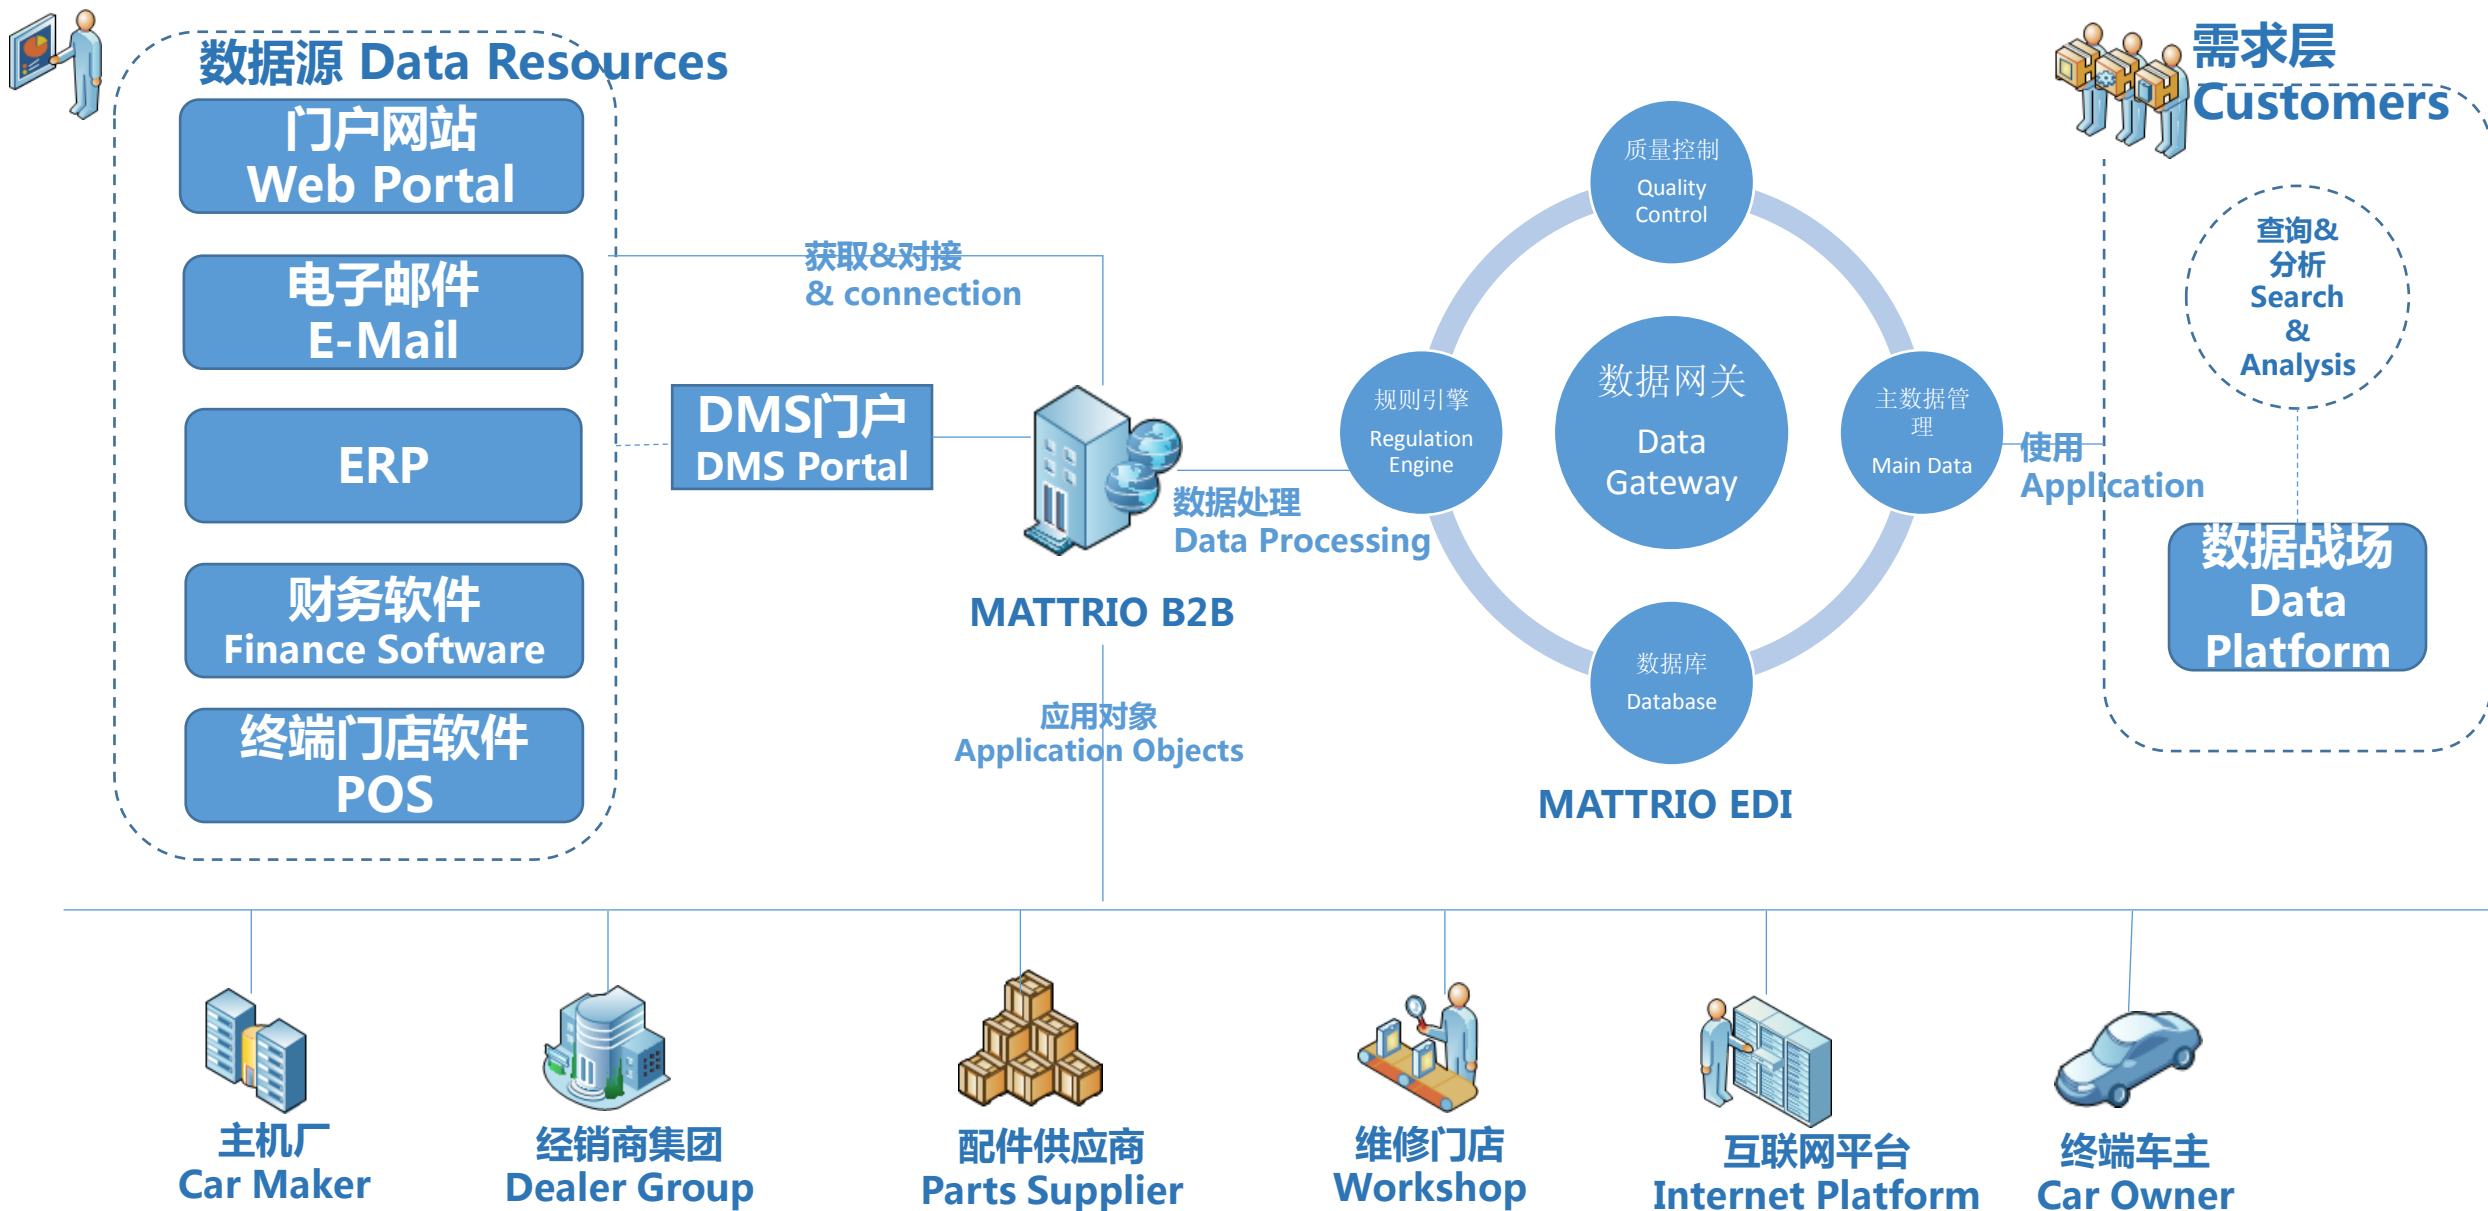 数据源 Data Resources
门户网站
Web Portal
电子邮件
E-Mail
ERP
财务软件
Finance Software
终端门店软件
POS
获取&对接
& connection
DMS门户
DMS Portal
MATTRIO B2B
应用对象
Application Objects
数据处理
Data Processing
质量控制
Quality
Control
规则引擎
Regulation
Engine
数据网关
Data
Gateway
主数据管
理
Main Data
数据库
Database
MATTRIO EDI
使用
Application
需求层
Customers
查询&
分析
Search
&
Analysis
数据战场
Data
Platform
主机厂
Car Maker
经销商集团
Dealer Group
配件供应商
Parts Supplier
维修门店
Workshop
互联网平台
Internet Platform
终端车主
Car Owner